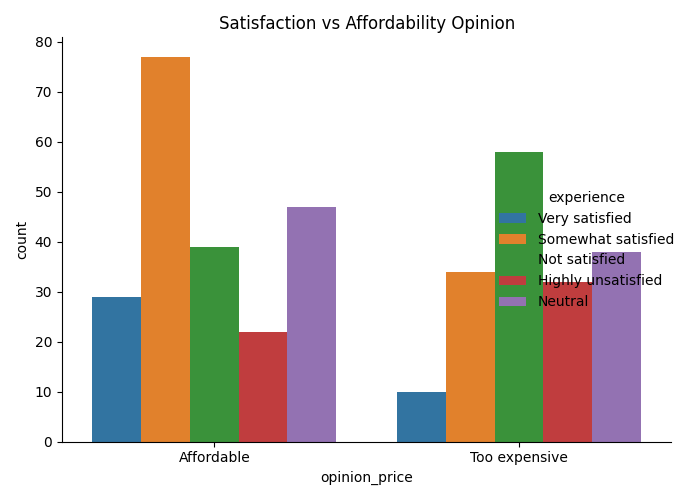 Satisfaction vs Affordability Opinion
80
70
60
50
40
30
20
10
0
count
experience
Very satisfied
Somewhat satisfied
Not satisfied
Highly unsatisfied
Neutral
Affordable
Too expensive
opinion_price